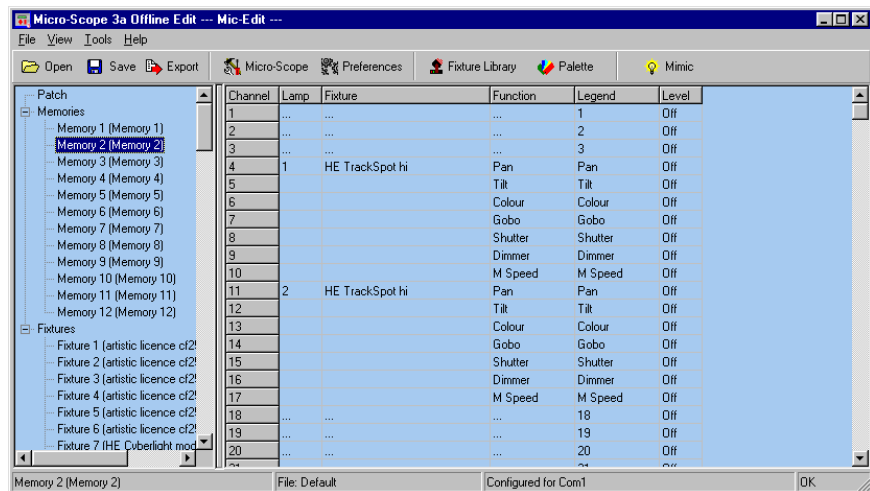 Micro-Scope 3a Offline Edit --- Mic-Edit ---
File View Tools Help
Open Save Export Micro-Scope Preferences Fixture Library Palette Mimic
Patch
Memories
Memory 1 (Memory 1)
Memory 2 (Memory 2)
Memory 3 (Memory 3)
Memory 4 (Memory 4)
Memory 5 (Memory 5)
Memory 6 (Memory 6)
Memory 7 (Memory 7)
Memory 8 (Memory 8)
Memory 9 (Memory 9)
Memory 10 (Memory 10)
Memory 11 (Memory 11)
Memory 12 (Memory 12)
Fixtures
Fixture 1 (artistic licence cf2
Fixture 2 (artistic licence cf2
Fixture 3 (artistic licence cf2
Fixture 4 (artistic licence cf2
Fixture 5 (artistic licence cf2
Fixture 6 (artistic licence cf2
Fixture 7 (HE Cyberlight mod
Channel Lamp Fixture Function Legend Level
1 ... ... ... 1 Off
2 ... ... ... 2 Off
3 ... ... ... 3 Off
4 1 HE TrackSpot hi Pan Pan Off
5 Tilt Tilt Off
6 Colour Colour Off
7 Gobo Gobo Off
8 Shutter Shutter Off
9 Dimmer Dimmer Off
10 M Speed M Speed Off
11 2 HE TrackSpot hi Pan Pan Off
12 Tilt Tilt Off
13 Colour Colour Off
14 Gobo Gobo Off
15 Shutter Shutter Off
16 Dimmer Dimmer Off
17 M Speed M Speed Off
18 ... ... ... 18 Off
19 ... ... ... 19 Off
20 ... ... ... 20 Off
Memory 2 (Memory 2) File: Default Configured for Com1 OK